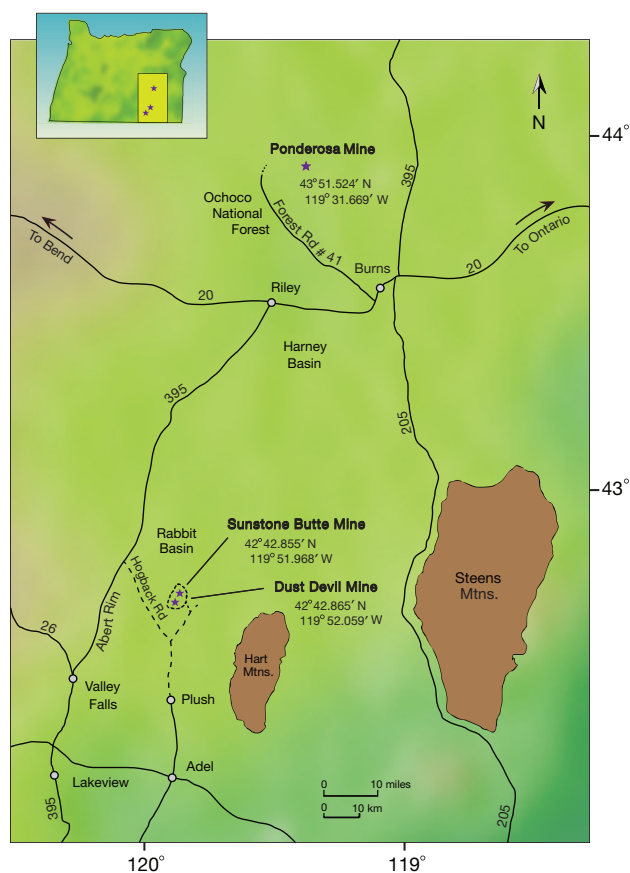 N
44°
Ponderosa Mine
43°51.524′ N
119°31.669′ W
395
Ochoco
National
Forest
Forest Rd # 41
To Bend
To Ontario
20
Burns
20
Riley
Harney
Basin
395
205
43°
Sunstone Butte Mine
42°42.855′ N
119°51.968′ W
Rabbit
Basin
Hogback Rd
Dust Devil Mine
42°42.865′ N
119°52.059′ W
Steens
Mtns.
Abert Rim
26
Hart
Mtns.
Valley
Falls
Plush
Adel
Lakeview
395
0 10 miles
0 10 km
205
120°
119°